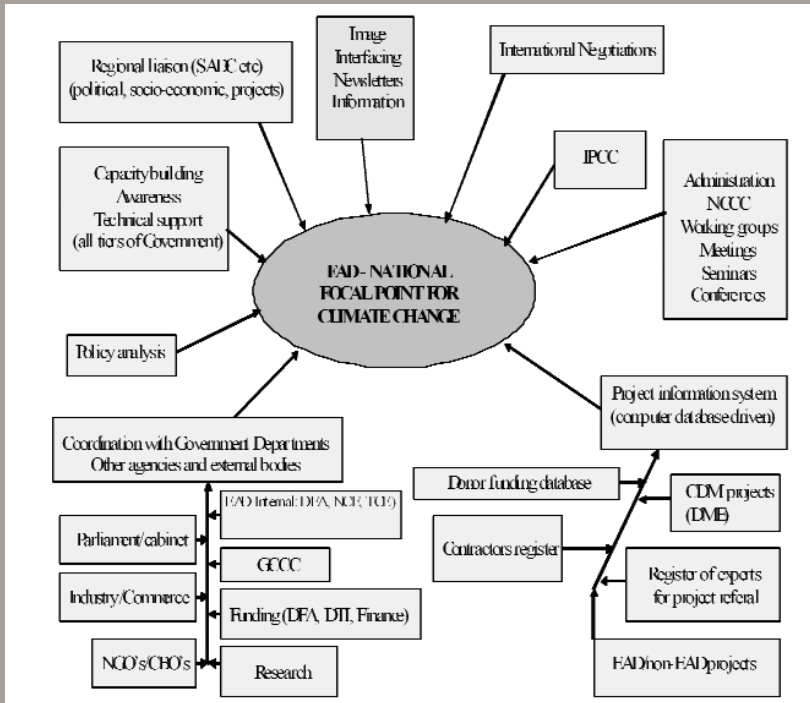 Regional liaison (SADC etc)
(political, socio-economic, projects)
Image
Interfacing
Newsletters
Information
International Negotiations
IPCC
Capacity building
Awareness
Technical support
(all tiers of Government)
Administration
NCCC
Working groups
Meetings
Seminars
Conferences
EAD - NATIONAL
FOCAL POINT FOR
CLIMATE CHANGE
Policy analysis
Project information system
(computer database driven)
Coordination with Government Departments
Other agencies and external bodies
Donor funding database
CDM projects
(DME)
EAD Internal: DEA, NCF, TCE)
Parliament/cabinet
Contractors register
GCCC
Industry/Commerce
Register of experts
for project referal
Funding (DFA, DTI, Finance)
NGO's/CBO's
Research
EAD/non-EAD projects